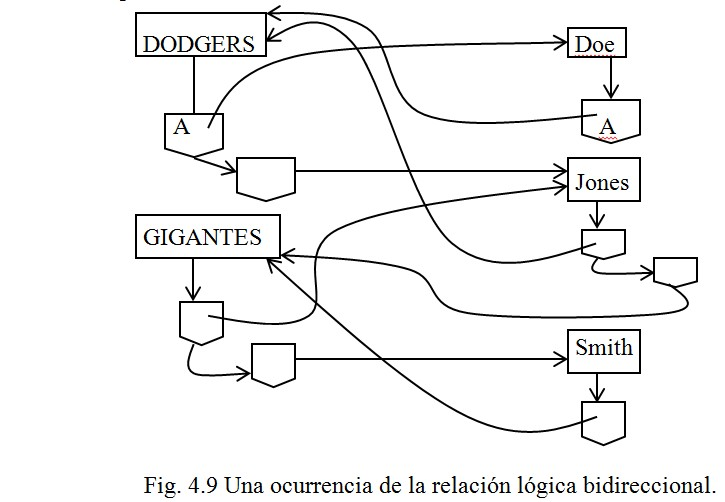 DODGERS
Doe
A
A
Jones
GIGANTES
Smith
Fig. 4.9 Una ocurrencia de la relación lógica bidireccional.